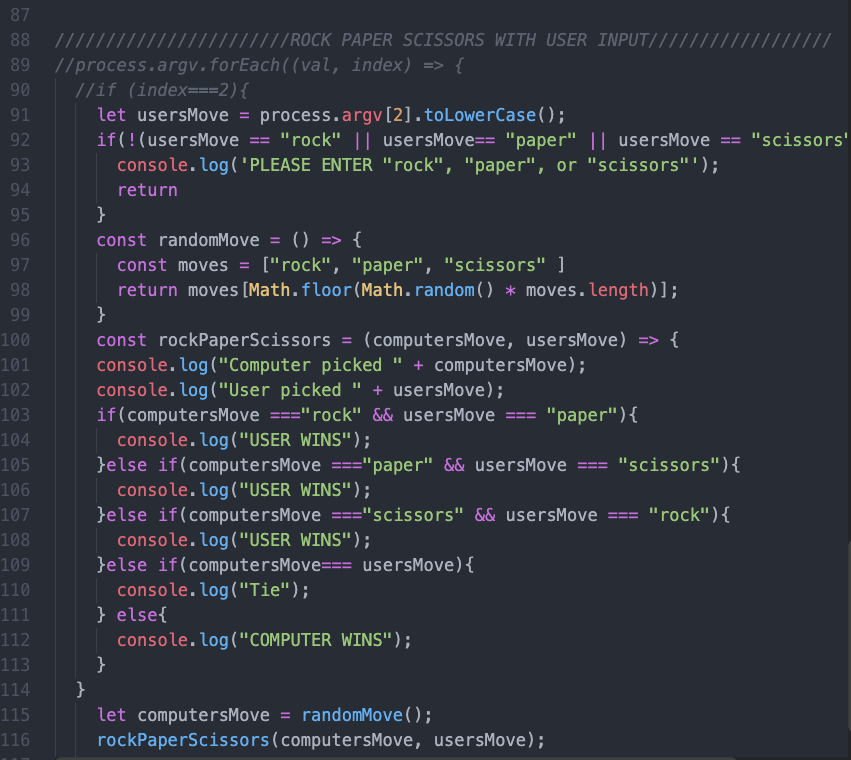 87
88 ///////////////////////ROCK PAPER SCISSORS WITH USER INPUT//////////////////
89 //process.argv.forEach((val, index) => {
90 //if (index===2){
91 let usersMove = process.argv[2].toLowerCase();
92 if(!(usersMove == "rock" || usersMove== "paper" || usersMove == "scissors"
93 console.log('PLEASE ENTER "rock", "paper", or "scissors"');
94 return
95 }
96 const randomMove = () => {
97 const moves = ["rock", "paper", "scissors" ]
98 return moves[Math.floor(Math.random() * moves.length)];
99 }
100 const rockPaperScissors = (computersMove, usersMove) => {
101 console.log("Computer picked " + computersMove);
102 console.log("User picked " + usersMove);
103 if(computersMove ==="rock" && usersMove === "paper"){
104 console.log("USER WINS");
105 }else if(computersMove ==="paper" && usersMove === "scissors"){
106 console.log("USER WINS");
107 }else if(computersMove ==="scissors" && usersMove === "rock"){
108 console.log("USER WINS");
109 }else if(computersMove=== usersMove){
110 console.log("Tie");
111 } else{
112 console.log("COMPUTER WINS");
113 }
114 }
115 let computersMove = randomMove();
116 rockPaperScissors(computersMove, usersMove);